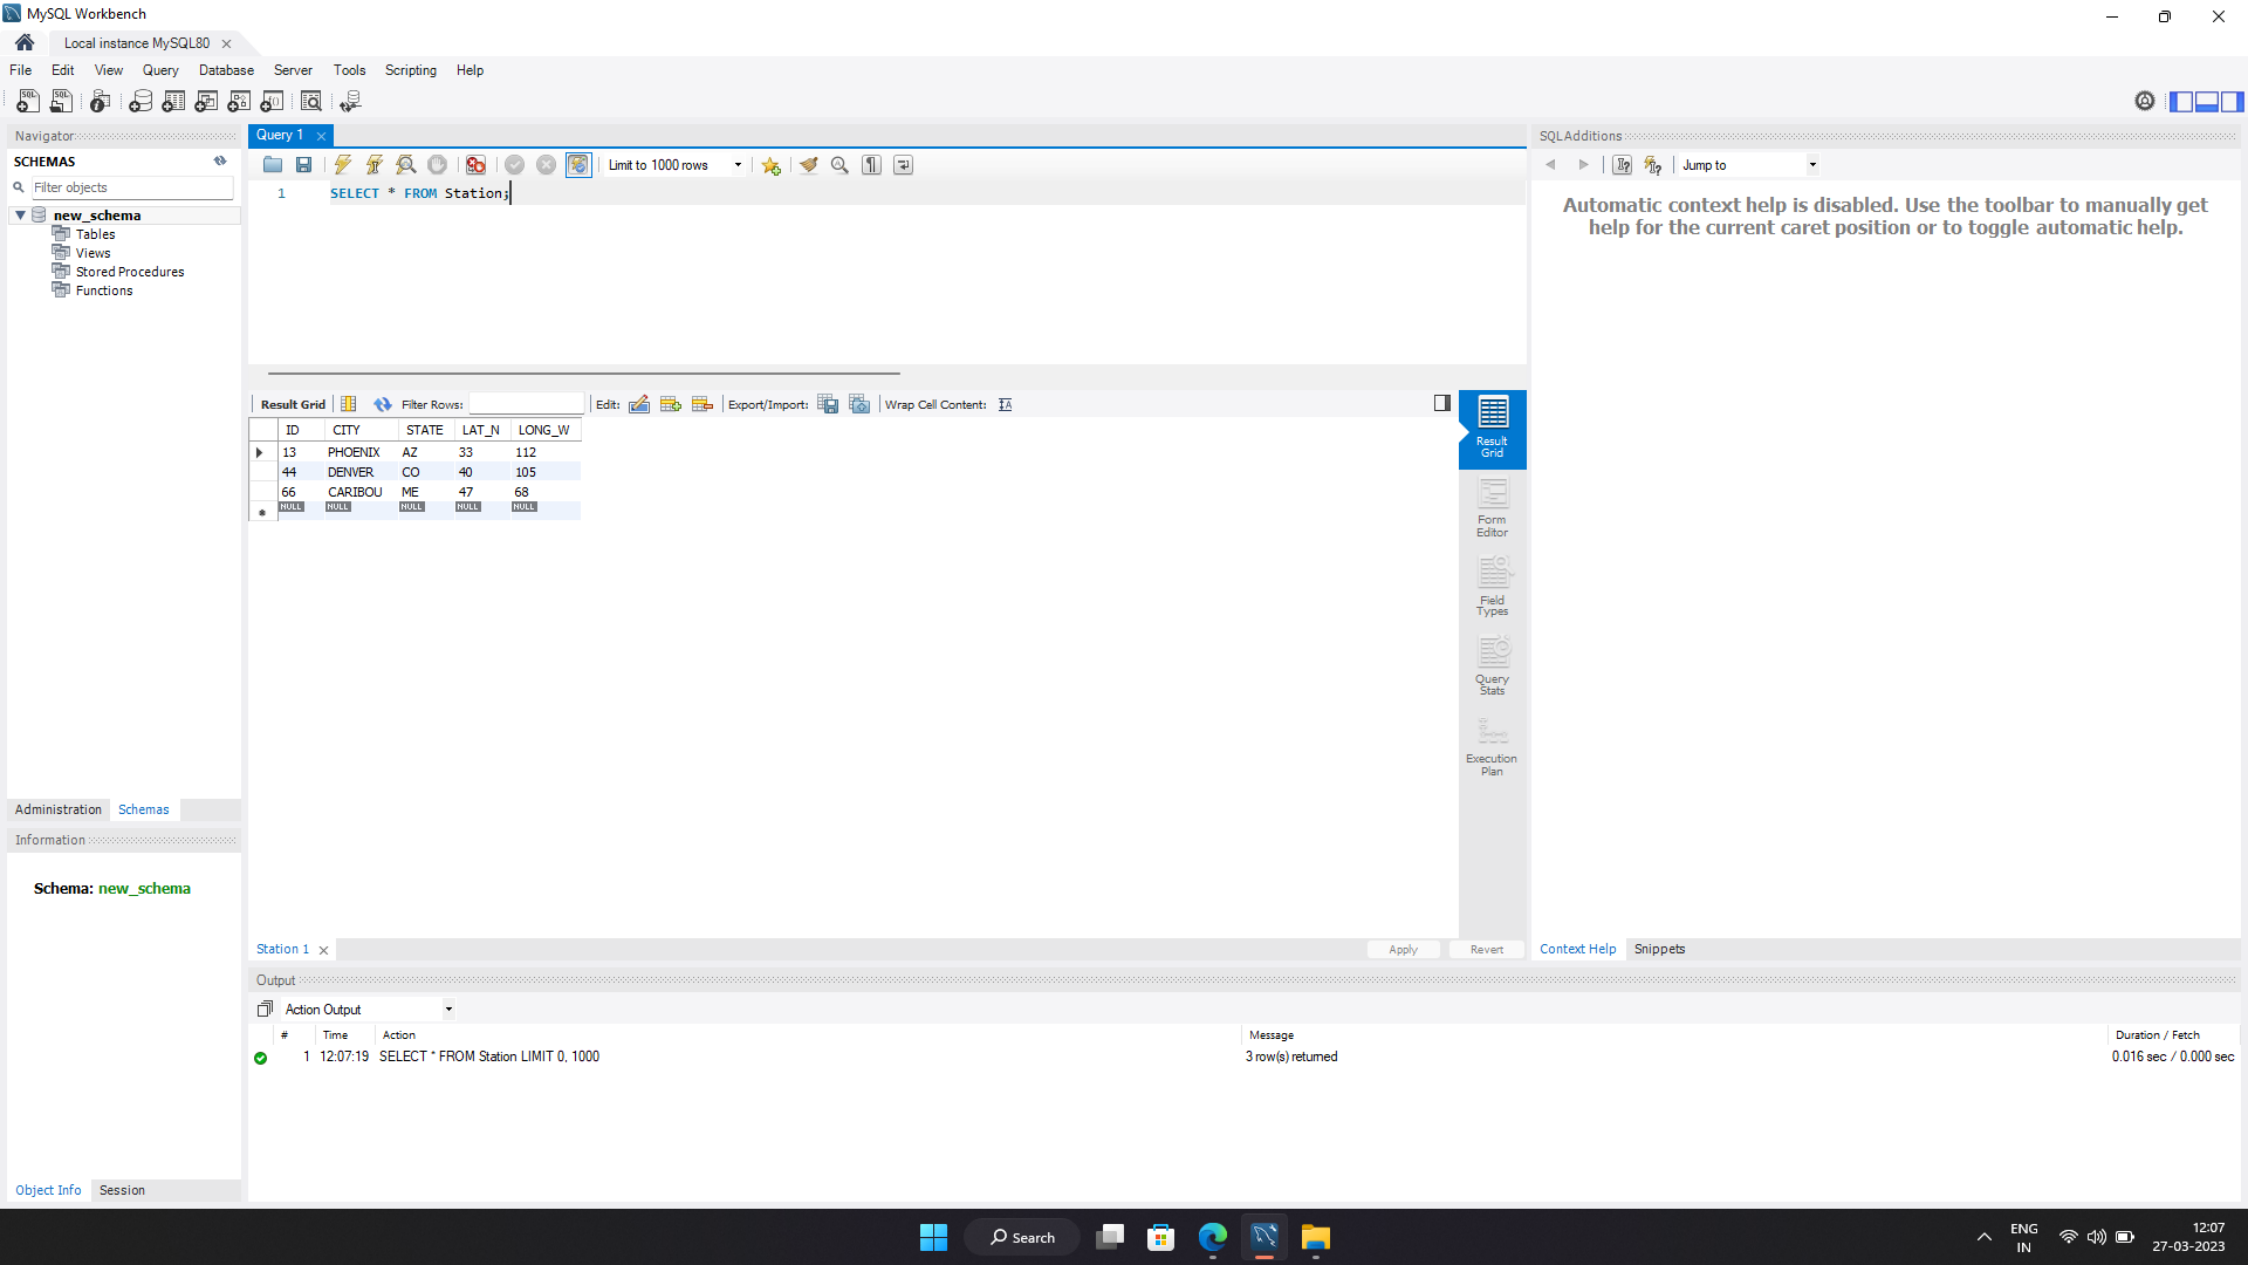 MySQL Workbench
Local instance MySQL80
File Edit View Query Database Server Tools Scripting Help
Navigator
SCHEMAS
Filter objects
new_schema
Tables
Views
Stored Procedures
Functions
Administration Schemas
Information
Schema: new_schema
Object Info Session
Query 1
Limit to 1000 rows
1 SELECT * FROM Station;
Result Grid Filter Rows: Edit: Export/Import: Wrap Cell Content:
ID CITY STATE LAT_N LONG_W
13 PHOENIX AZ 33 112
44 DENVER CO 40 105
66 CARIBOU ME 47 68
NULL NULL NULL NULL NULL
Result
Grid
Form
Editor
Field
Types
Query
Stats
Execution
Plan
Station 1
Apply Revert
SQLAdditions
Jump to
Automatic context help is disabled. Use the toolbar to manually get
help for the current caret position or to toggle automatic help.
Context Help Snippets
Output
Action Output
# Time Action Message Duration / Fetch
1 12:07:19 SELECT * FROM Station LIMIT 0, 1000 3 row(s) returned 0.016 sec / 0.000 sec
Search
ENG
IN
12:07
27-03-2023